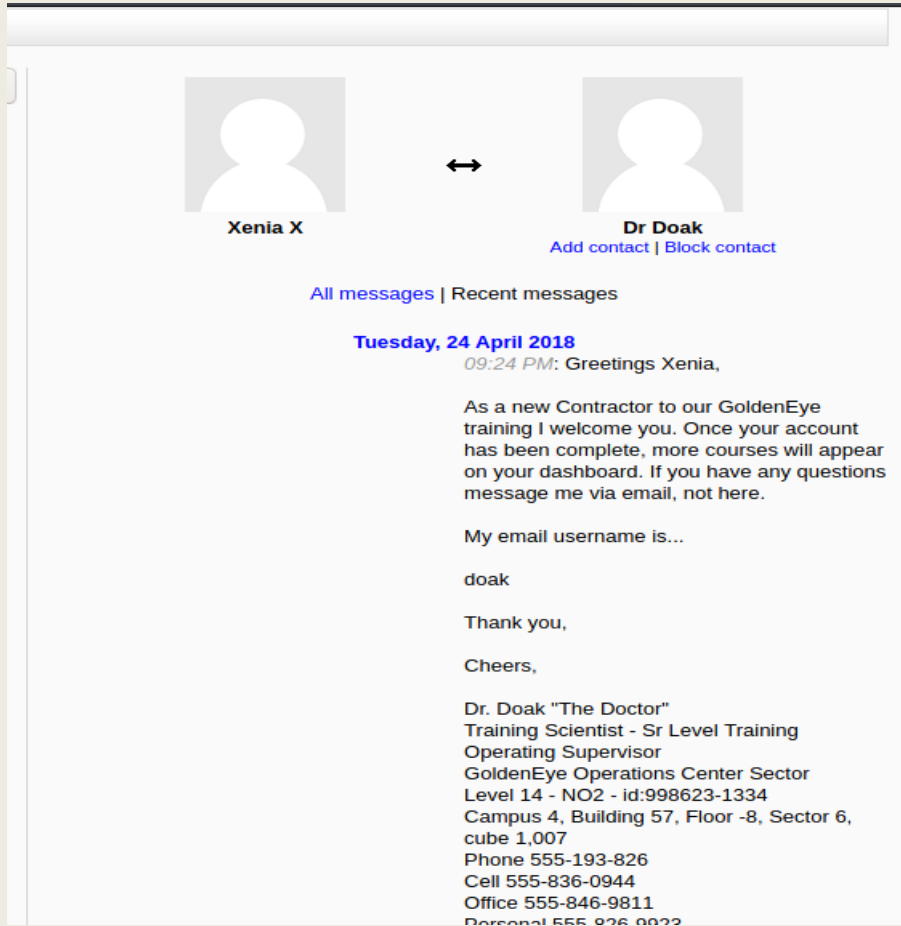 Xenia X
Dr Doak
Add contact | Block contact
All messages | Recent messages
Tuesday, 24 April 2018
09:24 PM: Greetings Xenia,
As a new Contractor to our GoldenEye
training I welcome you. Once your account
has been complete, more courses will appear
on your dashboard. If you have any questions
message me via email, not here.
My email username is...
doak
Thank you,
Cheers,
Dr. Doak "The Doctor"
Training Scientist - Sr Level Training
Operating Supervisor
GoldenEye Operations Center Sector
Level 14 - NO2 - id:998623-1334
Campus 4, Building 57, Floor -8, Sector 6,
cube 1,007
Phone 555-193-826
Cell 555-836-0944
Office 555-846-9811
Personal 555-826-9923